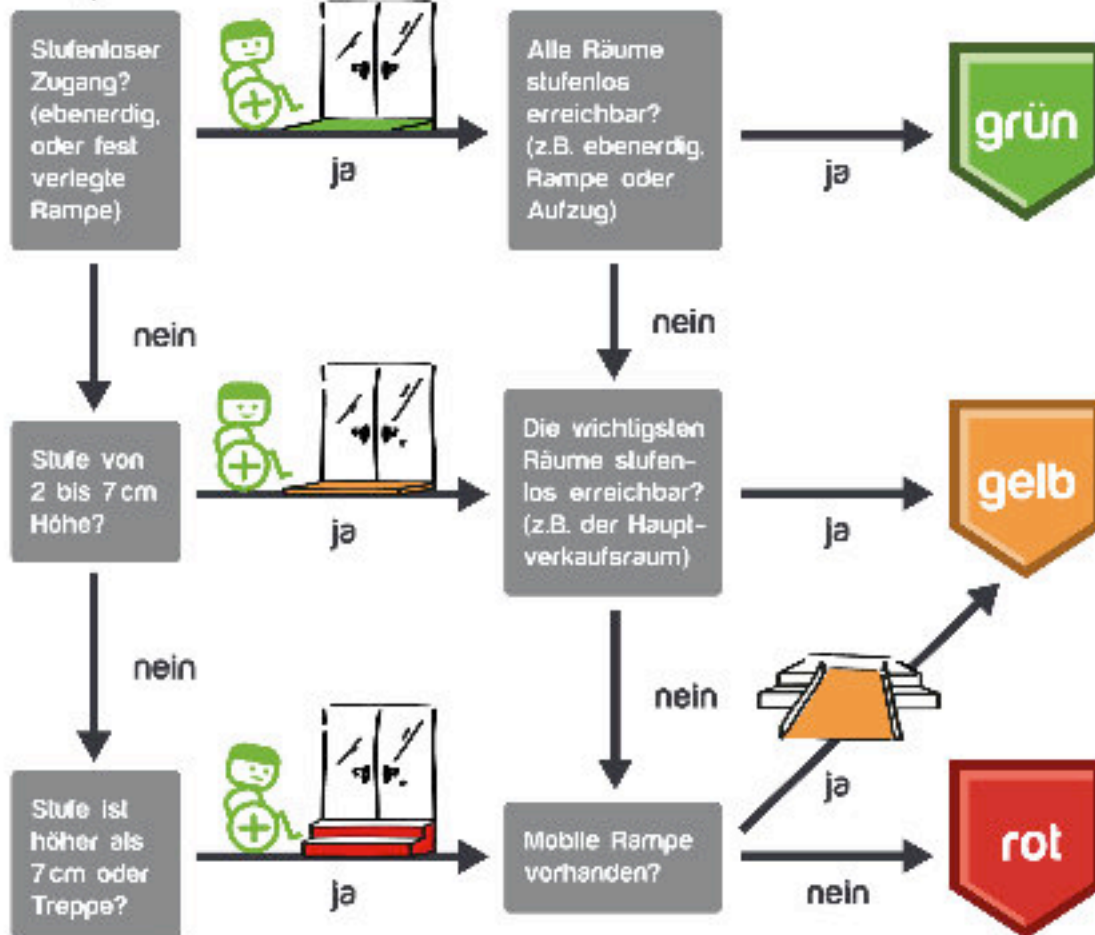 Stufenloser
Zugang?
(ebenerdig,
oder fest
verlegte
Rampe)
ja
Alle Räume
stufenlos
erreichbar?
(z.B. ebenerdig,
Rampe oder
Aufzug)
ja
grün
nein
nein
Stufe von
2 bis 7 cm
Höhe?
ja
Die wichtigsten
Räume stufen-
los erreichbar?
(z.B. der Haupt-
verkaufsraum)
ja
gelb
nein
nein
ja
Stufe ist
höher als
7 cm oder
Treppe?
ja
Mobile Rampe
vorhanden?
nein
rot